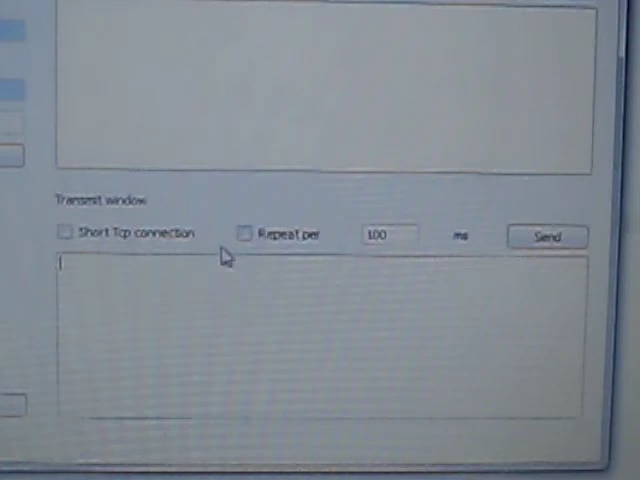 Transmit window
Short Tcp connection Repeat per 100 ms Send